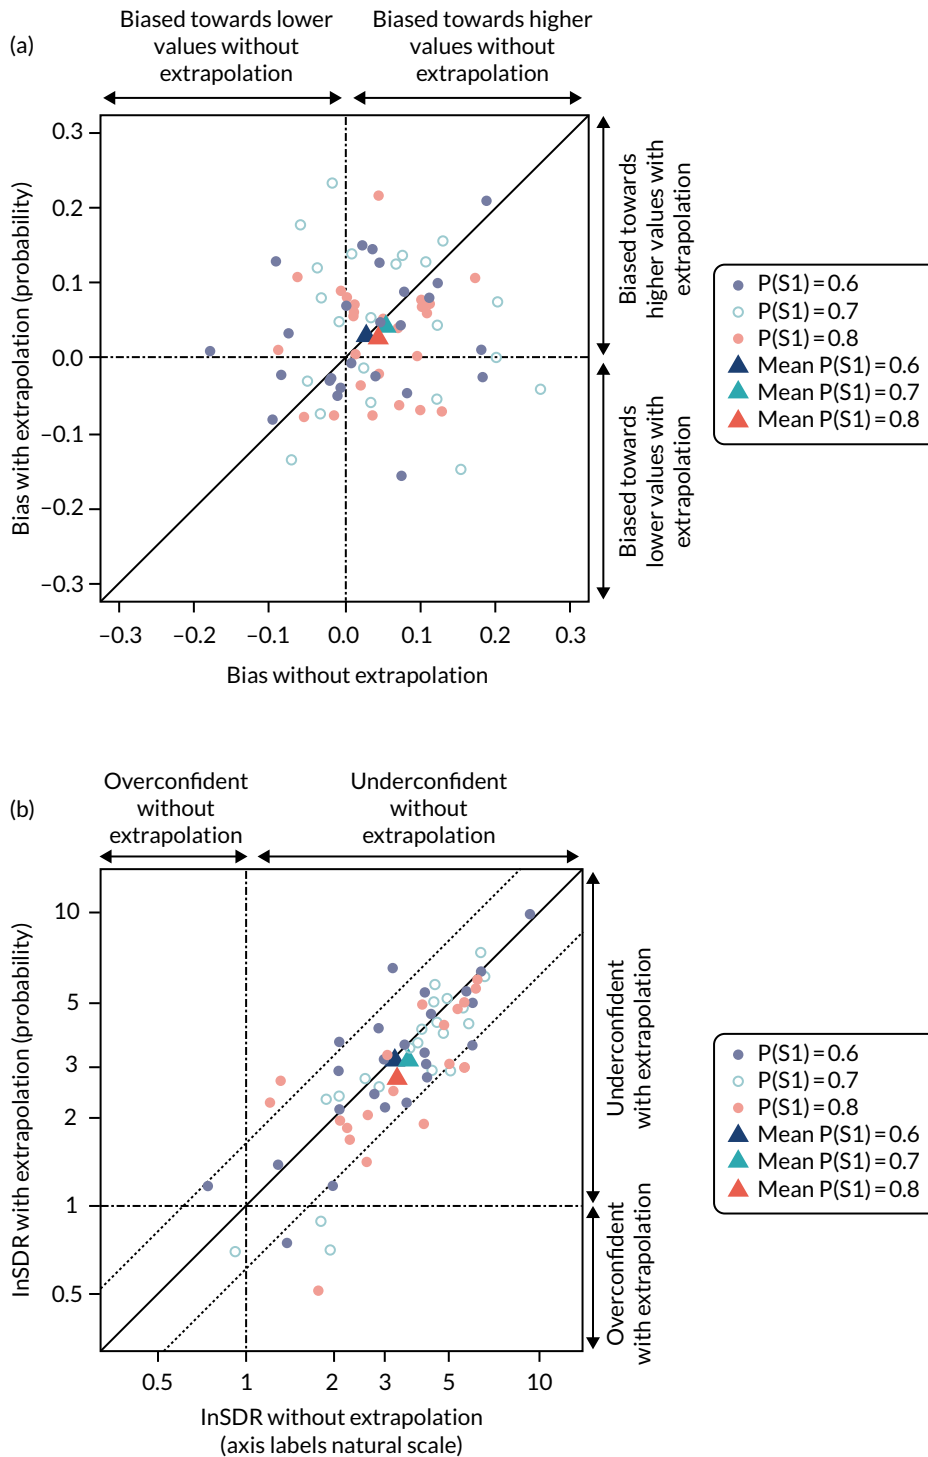 (a)
Biased towards lower
values without
extrapolation
Biased towards higher
values without
extrapolation
Bias with extrapolation (probability)
0.3
0.2
0.1
0.0
–0.1
–0.2
–0.3
–0.3
–0.2
–0.1
0.0
0.1
0.2
0.3
Bias without extrapolation
Biased towards
higher values with
extrapolation
Biased towards
lower values with
extrapolation
P(S1)=0.6
P(S1)=0.7
P(S1)=0.8
Mean P(S1)=0.6
Mean P(S1)=0.7
Mean P(S1)=0.8
(b)
Overconfident
without
extrapolation
Underconfident
without
extrapolation
lnSDR with extrapolation (probability)
10
5
3
2
1
0.5
0.5
1
2
3
5
10
lnSDR without extrapolation
(axis labels natural scale)
Underconfident
with extrapolation
Overconfident
with extrapolation
P(S1)=0.6
P(S1)=0.7
P(S1)=0.8
Mean P(S1)=0.6
Mean P(S1)=0.7
Mean P(S1)=0.8